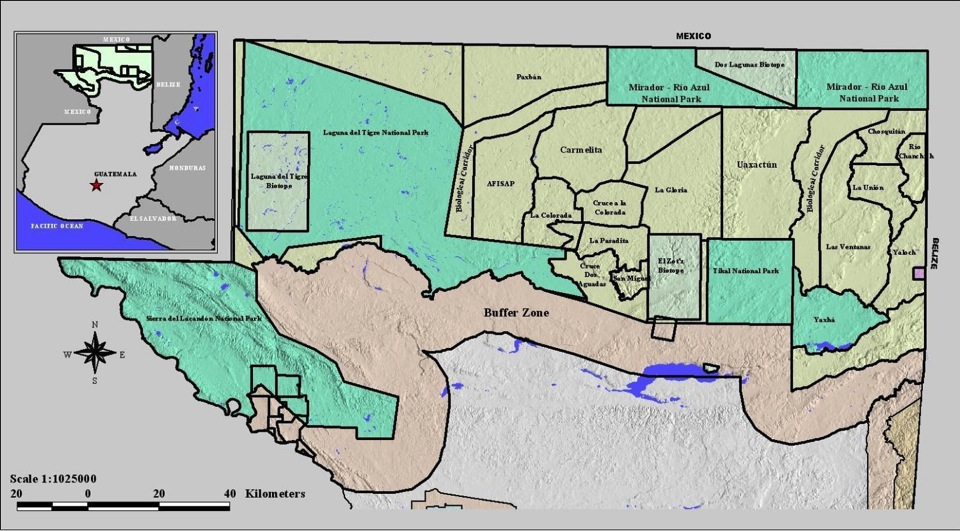 MEXICO
BELIZE
MEXICO
HONDURAS
GUATEMALA
EL SALVADOR
PACIFIC OCEAN
MEXICO
Paxbán
Dos Lagunas Biotope
Mirador - Rio Azul
National Park
Mirador - Rio Azul
National Park
Laguna del Tigre National Park
Laguna del Tigre
Biotope
Biological Corridor
AFISAP
Carmelita
La Gloria
Uaxactún
Biological Corridor
Chosquitán
Rio
Chanchich
La Unión
La Colorada
Cruce a la
Colorada
La Pasadita
Las Ventanas
Yaloch
BELIZE
Cruce
Dos
Aguadas
San Miguel
El Zotz
Biotope
Tikal National Park
Yaxhá
Sierra del Lacandón National Park
Buffer Zone
N
W
E
S
Scale 1:1025000
20 0 20 40 Kilometers